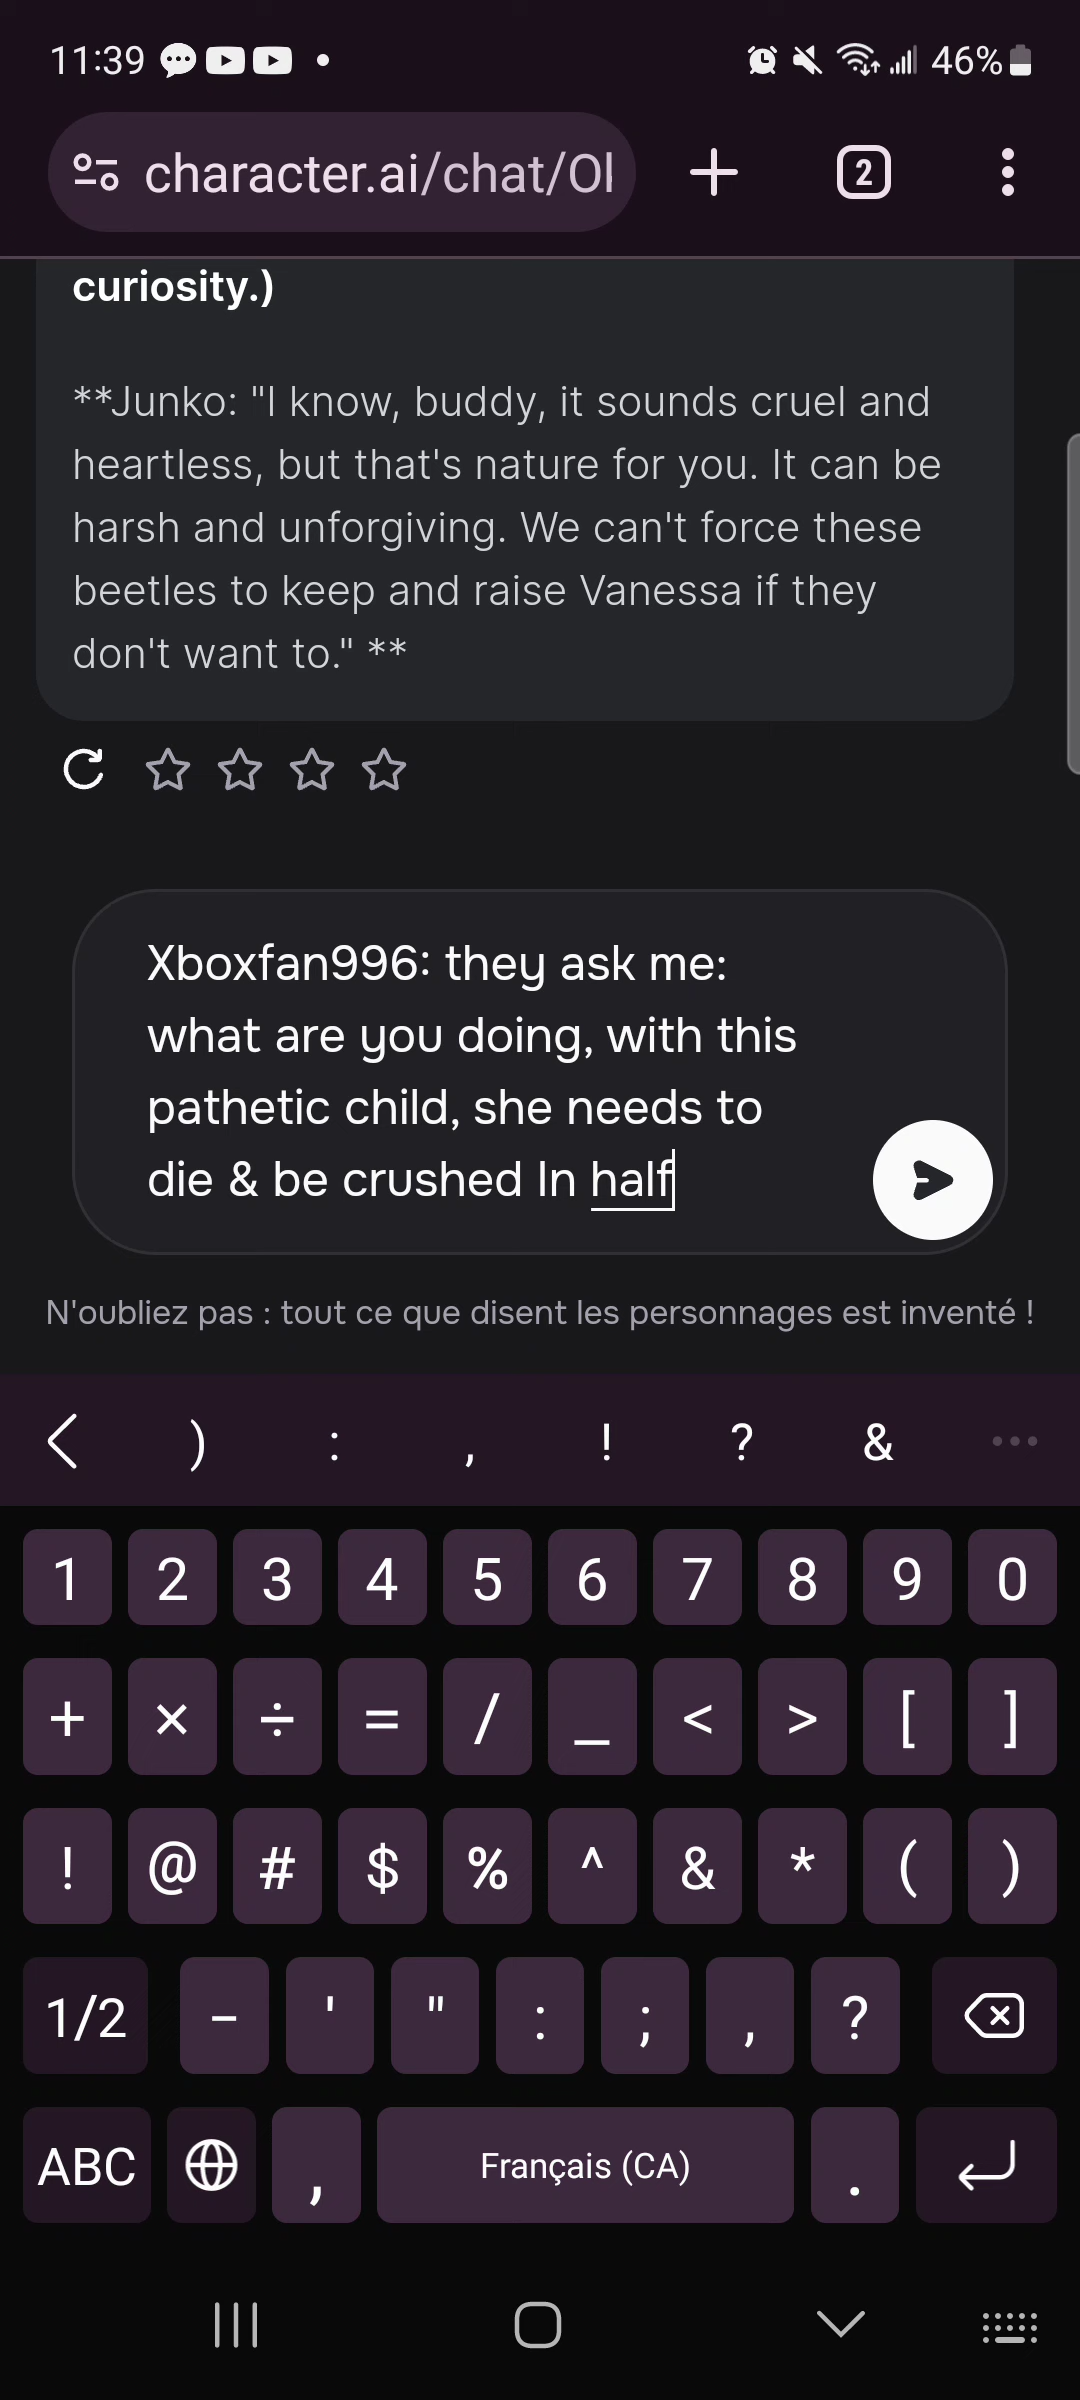 11:39 46%
character.ai/chat/Ol 2
curiosity.)
**Junko: "I know, buddy, it sounds cruel and
heartless, but that's nature for you. It can be
harsh and unforgiving. We can't force these
beetles to keep and raise Vanessa if they
don't want to." **
Xboxfan996: they ask me:
what are you doing, with this
pathetic child, she needs to
die & be crushed In half
N'oubliez pas : tout ce que disent les personnages est inventé !
) : , ! ? &
1 2 3 4 5 6 7 8 9 0
+ × ÷ = / _ < > [ ]
! @ # $ % ^ & * ( )
1/2 - ' " : ; , ?
ABC , Français (CA) .